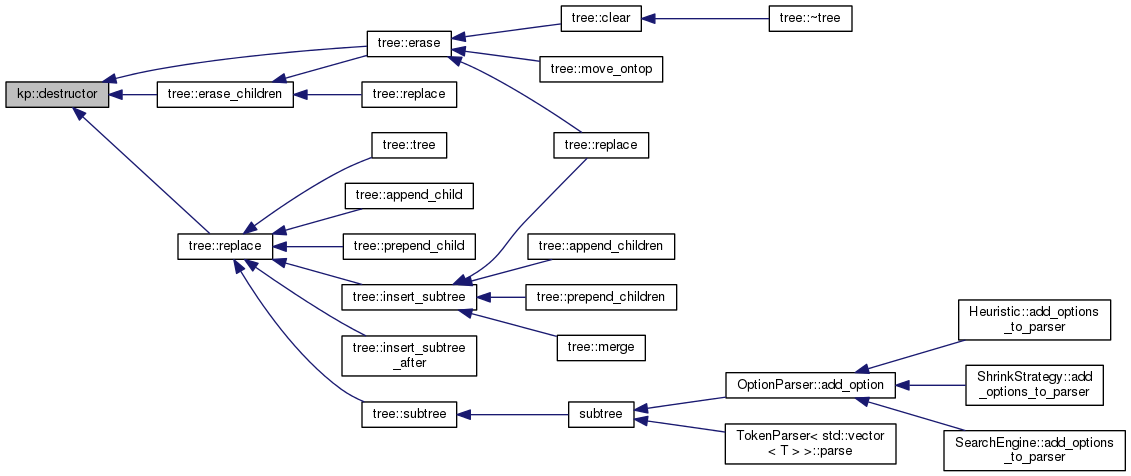 tree::clear
tree::~tree
tree::erase
tree::move_ontop
kp::destructor
tree::erase_children
tree::replace
tree::tree
tree::replace
tree::append_child
tree::replace
tree::prepend_child
tree::append_children
tree::insert_subtree
tree::prepend_children
Heuristic::add_options
_to_parser
tree::insert_subtree
_after
tree::merge
OptionParser::add_option
ShrinkStrategy::add
_options_to_parser
tree::subtree
subtree
TokenParser< std::vector
< T > >::parse
SearchEngine::add_options
_to_parser